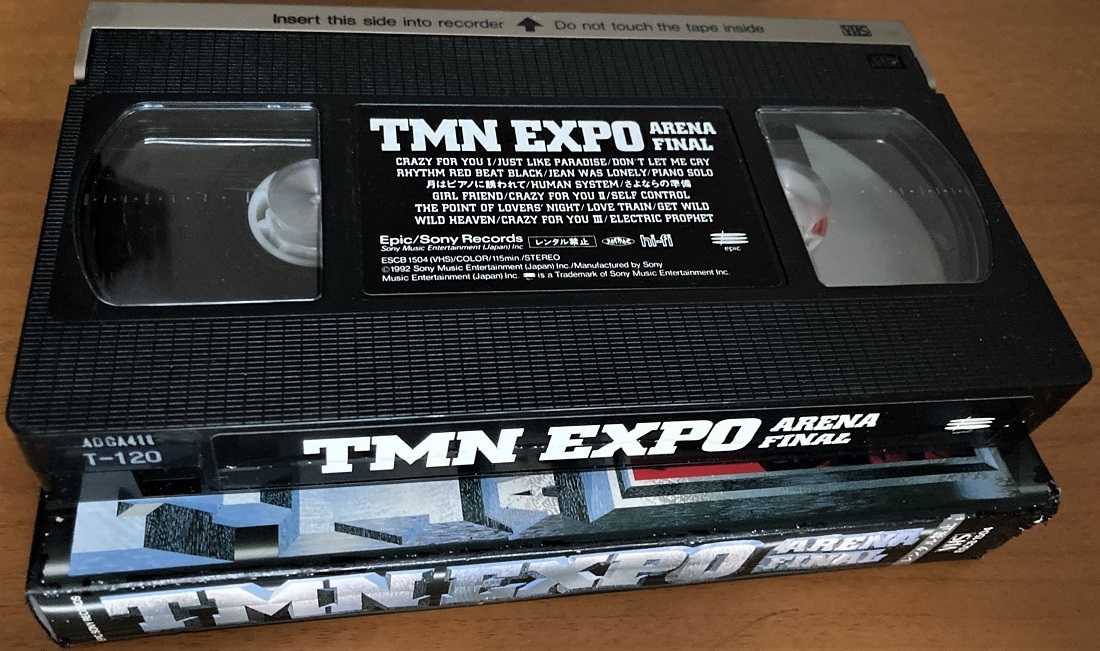 Insert this side into recorder ↑ Do not touch the tape inside
VHS
TMN EXPO ARENA FINAL
CRAZY FOR YOU I/JUST LIKE PARADISE/DON'T LET ME CRY
RHYTHM RED BEAT BLACK/JEAN WAS LONELY/PIANO SOLO
月はピアノに誘われて/HUMAN SYSTEM/さよならの準備
GIRL FRIEND/CRAZY FOR YOU II/SELF CONTROL
THE POINT OF LOVERS' NIGHT/LOVE TRAIN/GET WILD
WILD HEAVEN/CRAZY FOR YOU III/ELECTRIC PROPHET
Epic/Sony Records レンタル禁止 hi-fi epic
Sony Music Entertainment (Japan) Inc.
ESCB 1504 (VHS)/COLOR/115min./STEREO
©1992 Sony Music Entertainment (Japan) Inc./Manufactured by Sony
Music Entertainment (Japan) Inc. is a Trademark of Sony Music Entertainment (Japan) Inc.
T-120
TMN EXPO ARENA FINAL
TMN EXPO ARENA FINAL
VHS